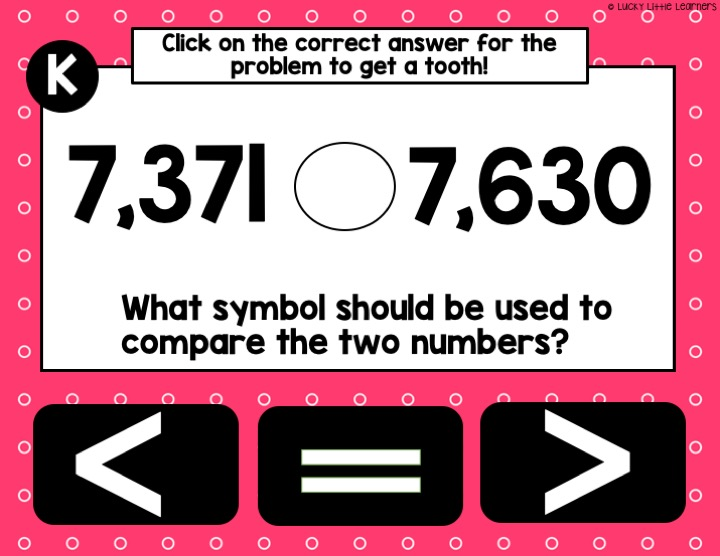 © Lucky Little Learners
Click on the correct answer for the
problem to get a tooth!
K
7,371 7,630
What symbol should be used to
compare the two numbers?
< = >